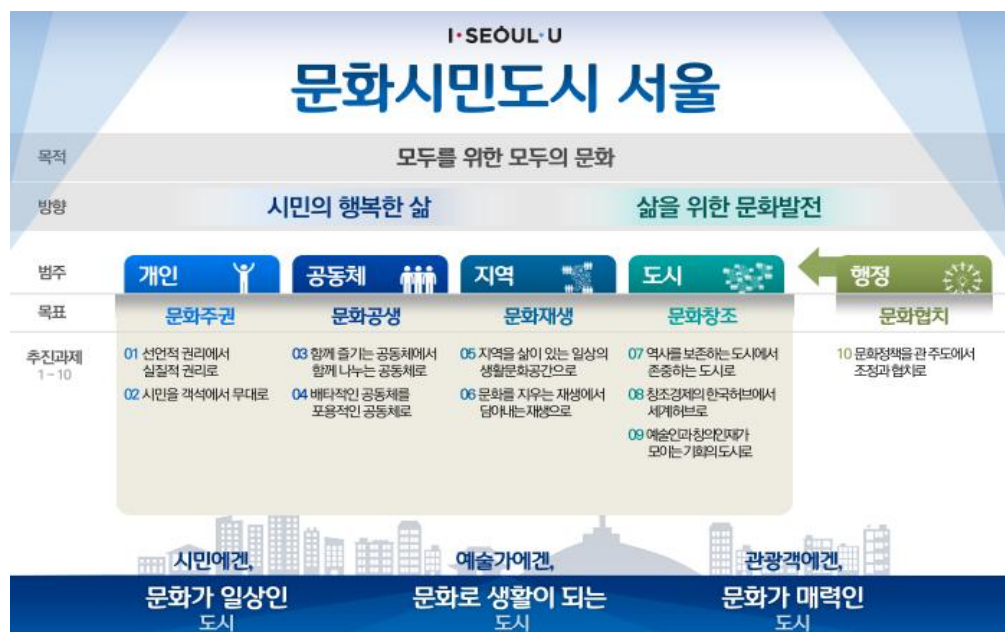 I·SEOUL·U
문화시민도시 서울
목적
모두를 위한 모두의 문화
방향
시민의 행복한 삶
삶을 위한 문화발전
범주
개인
공동체
지역
도시
행정
목표
문화주권
문화공생
문화재생
문화창조
문화협치
추진과제
1~10
01 선언적 권리에서
실질적 권리로
02 시민을 객석에서 무대로
03 함께 즐기는 공동체에서
함께 나누는 공동체로
04 배타적인 공동체를
포용적인 공동체로
05 지역을 삶이 있는 일상의
생활문화공간으로
06 문화를 지우는 재생에서
담아내는 재생으로
07 역사를 보존하는 도시에서
존중하는 도시로
08 창조경제의 한국허브에서
세계허브로
09 예술인과 창의인재가
모이는 기회의 도시로
10 문화정책을 관 주도에서
조정과 협치로
시민에겐,
문화가 일상인
도시
예술가에겐,
문화로 생활이 되는
도시
관광객에겐,
문화가 매력인
도시